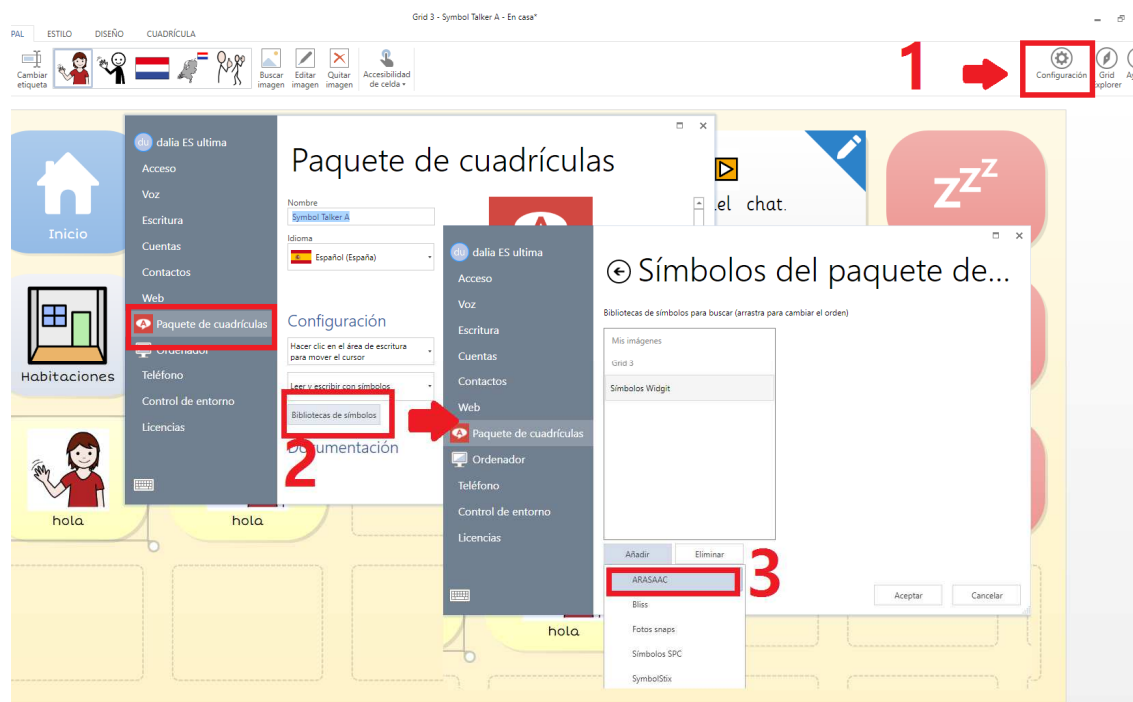 Grid 3 - Symbol Talker A - En casa*
PAL ESTILO DISEÑO CUADRÍCULA
Cambiar
etiqueta
Buscar
imagen
Editar
imagen
Quitar
imagen
Accesibilidad
de celda
1
Configuración
Grid
Explorer
Inicio
Habitaciones
hola
hola
el chat.
zzz
du dalia ES ultima
Acceso
Voz
Escritura
Cuentas
Contactos
Web
Paquete de cuadrículas
Ordenador
Teléfono
Control de entorno
Licencias
Paquete de cuadrículas
Nombre
Symbol Talker A
Idioma
Español (España)
Configuración
Hacer clic en el área de escritura
para mover el cursor
Leer y escribir con símbolos
Bibliotecas de símbolos
2
Documentación
du dalia ES ultima
Acceso
Voz
Escritura
Cuentas
Contactos
Web
Paquete de cuadrículas
Ordenador
Teléfono
Control de entorno
Licencias
Símbolos del paquete de...
Bibliotecas de símbolos para buscar (arrastra para cambiar el orden)
Mis imágenes
Grid 3
Símbolos Widgit
Añadir Eliminar
3
ARASAAC
Bliss
Fotos snaps
Símbolos SPC
SymbolStix
Aceptar Cancelar
hola